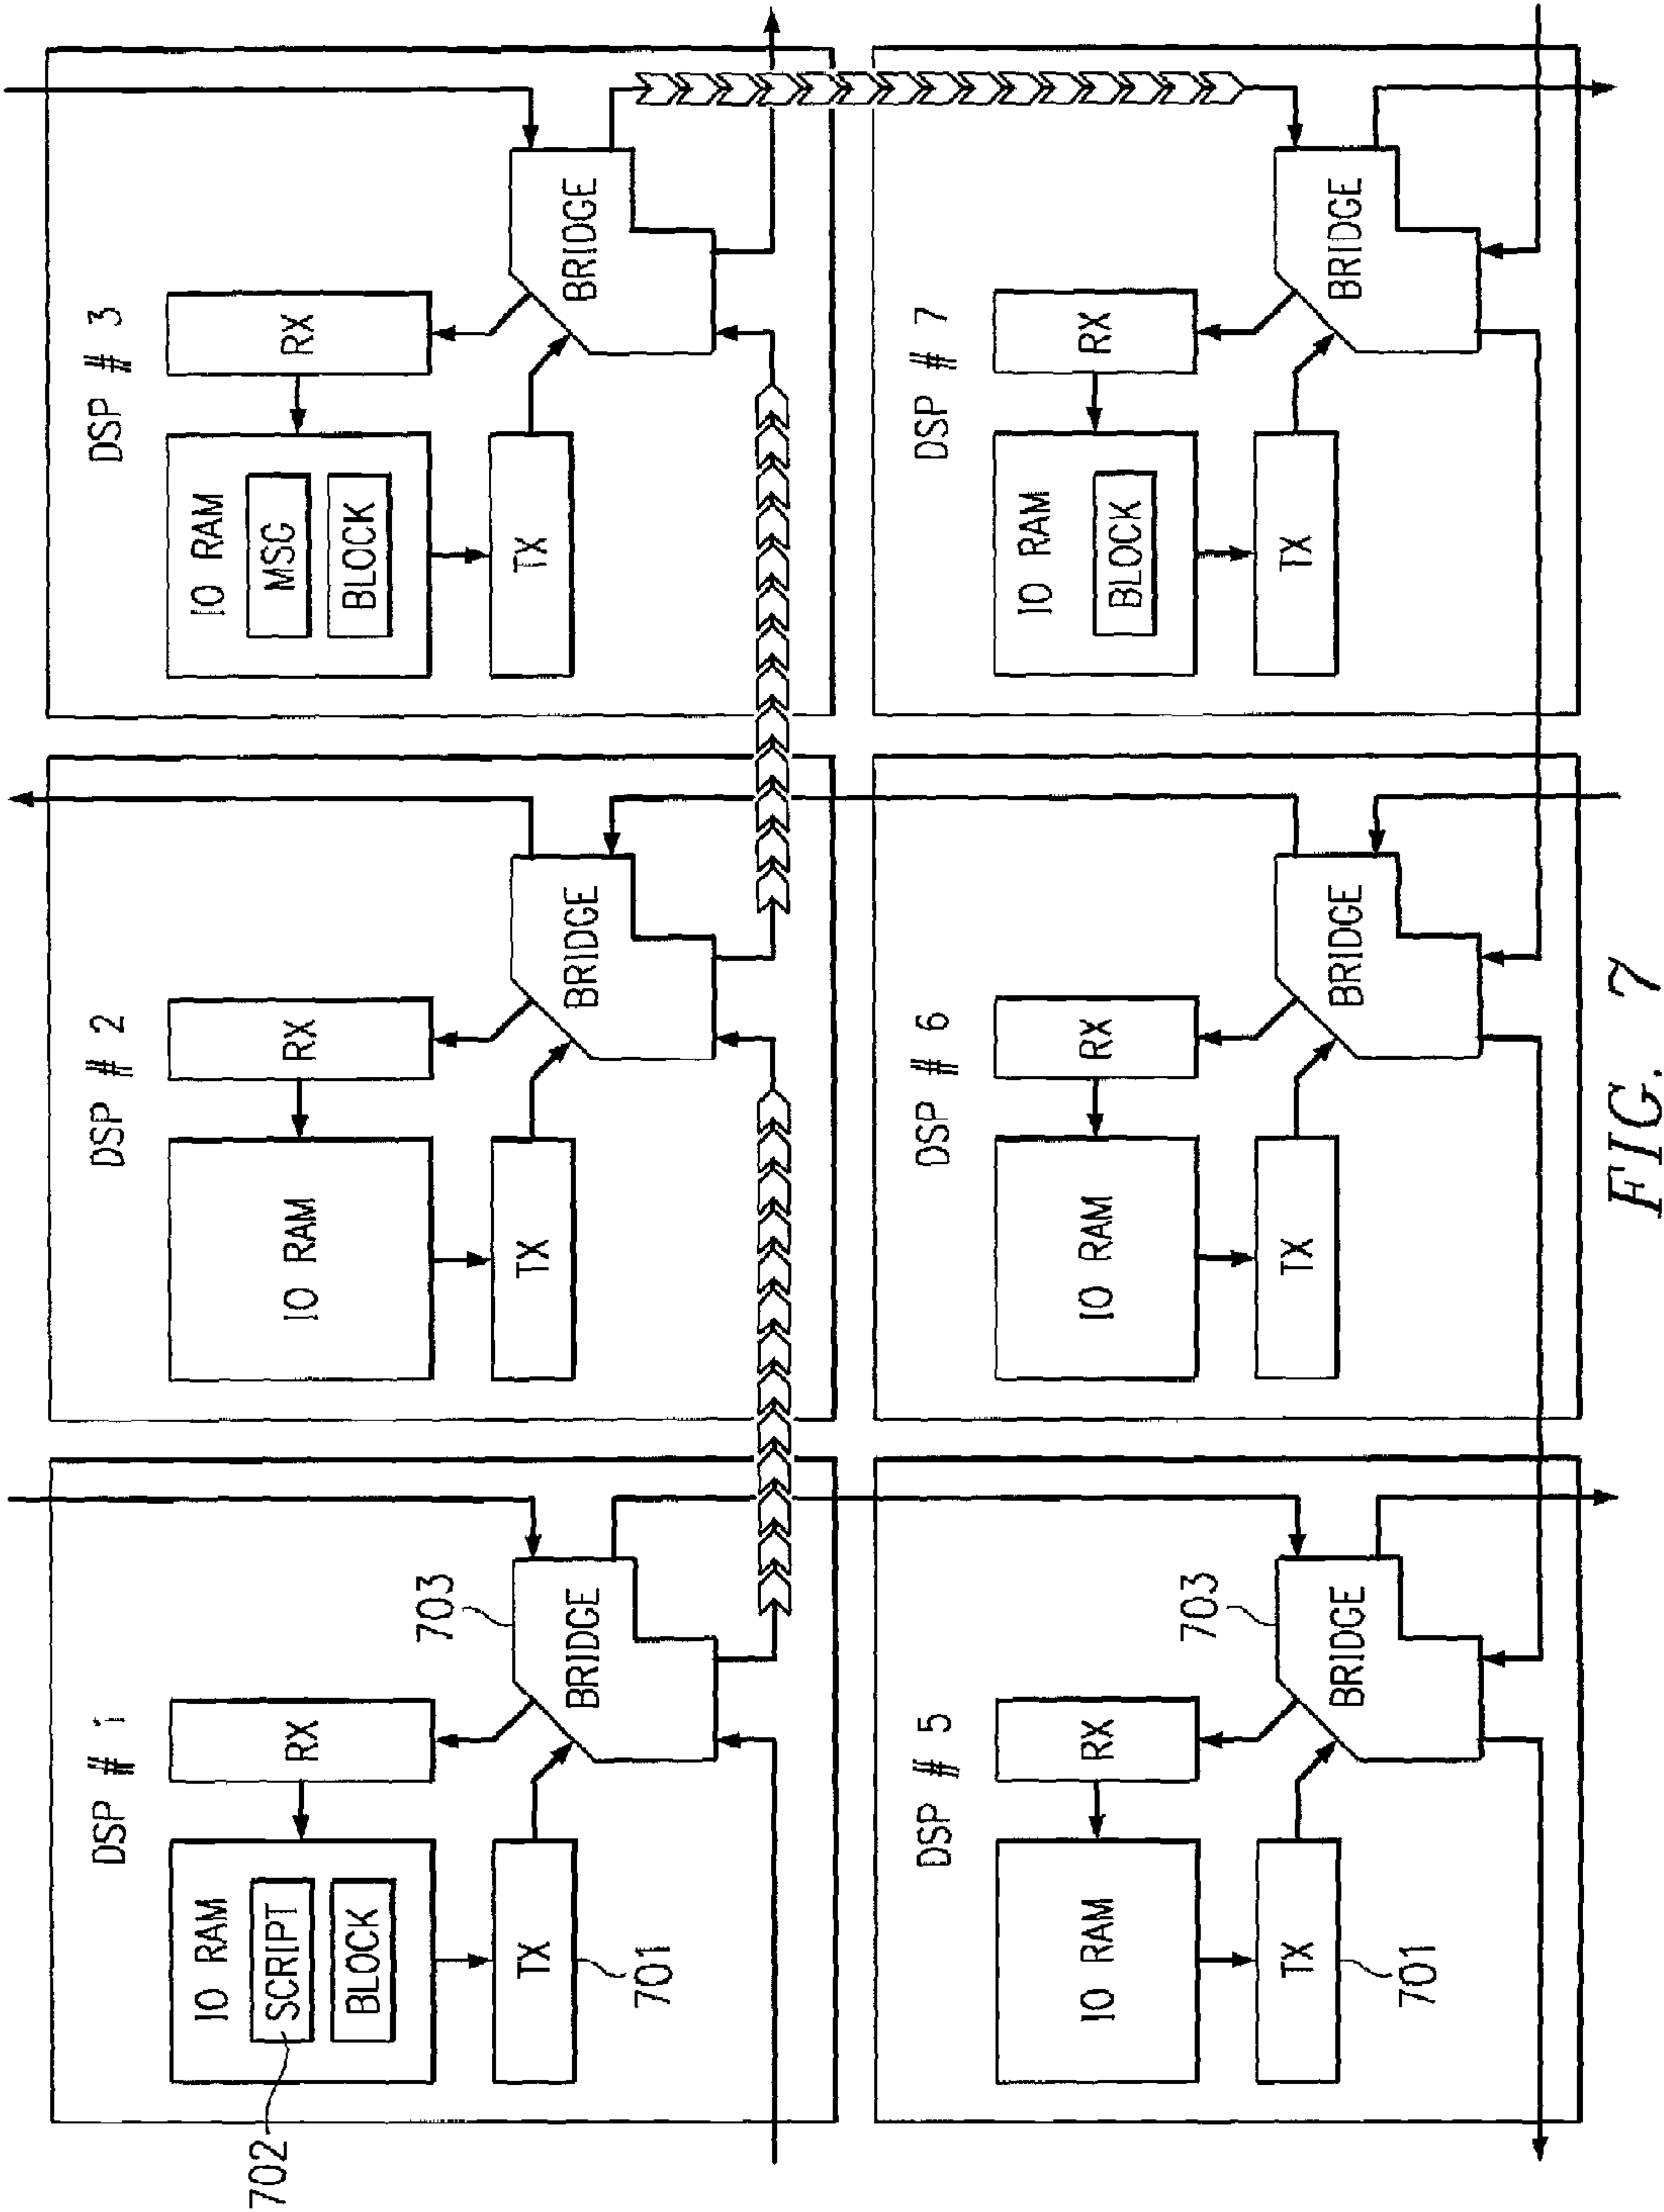 DSP # 1
IO RAM
SCRIPT
BLOCK
702
RX
TX
701
BRIDGE
703
DSP # 2
IO RAM
RX
TX
BRIDGE
DSP # 3
IO RAM
MSG
BLOCK
RX
TX
BRIDGE
DSP # 5
IO RAM
RX
TX
701
BRIDGE
703
DSP # 6
IO RAM
RX
TX
BRIDGE
DSP # 7
IO RAM
BLOCK
RX
TX
BRIDGE
FIG. 7